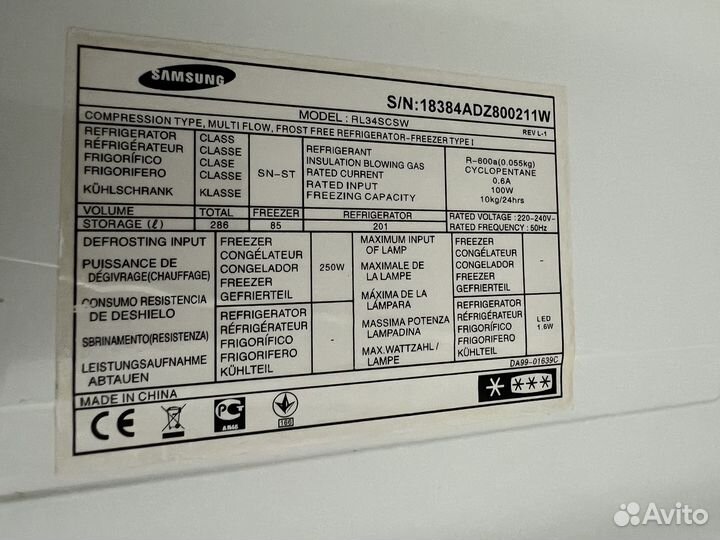 SAMSUNG
S/N:18384ADZ800211W
MODEL : RL34SCSW
REV L-1
COMPRESSION TYPE, MULTI FLOW, FROST FREE REFRIGERATOR-FREEZER TYPE I
REFRIGERATOR CLASS
RÉFRIGÉRATEUR CLASSE
FRIGORÍFICO CLASE
FRIGORIFERO CLASSE
KÜHLSCHRANK KLASSE
SN-ST
REFRIGERANT R-600a(0.055kg)
INSULATION BLOWING GAS CYCLOPENTANE
RATED CURRENT 0.6A
RATED INPUT 100W
FREEZING CAPACITY 10kg/24hrs
VOLUME TOTAL FREEZER REFRIGERATOR RATED VOLTAGE : 220-240V~
STORAGE (ℓ) 286 85 201 RATED FREQUENCY : 50Hz
DEFROSTING INPUT
PUISSANCE DE
DÉGIVRAGE(CHAUFFAGE)
CONSUMO RESISTENCIA
DE DESHIELO
SBRINAMENTO(RESISTENZA)
LEISTUNGSAUFNAHME
ABTAUEN
FREEZER
CONGÉLATEUR
CONGELADOR
FREEZER
GEFRIERTEIL
250W
REFRIGERATOR
RÉFRIGÉRATEUR
FRIGORÍFICO
FRIGORIFERO
KÜHLTEIL
-
MAXIMUM INPUT
OF LAMP
MAXIMALE DE
LA LAMPE
MÁXIMA DE LA
LÁMPARA
MASSIMA POTENZA
LAMPADINA
MAX.WATTZAHL /
LAMPE
FREEZER
CONGÉLATEUR
CONGELADOR
FREEZER
GEFRIERTEIL
-
REFRIGERATOR
RÉFRIGÉRATEUR
FRIGORÍFICO
FRIGORIFERO
KÜHLTEIL
LED
1.6W
DA99-01639C
MADE IN CHINA
CE
РСТ
АЯ46
Avito